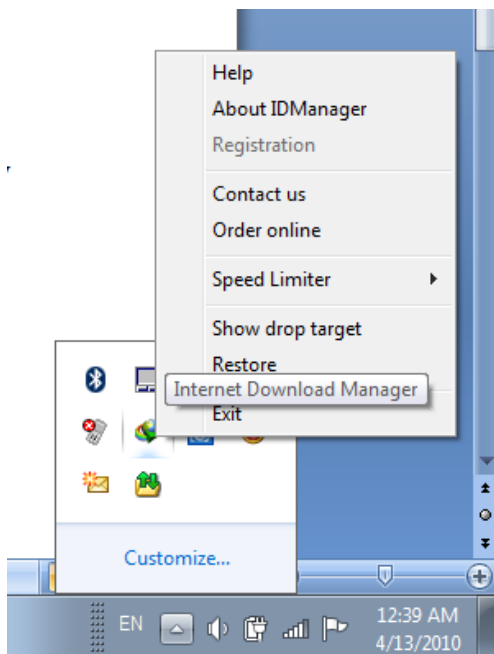 Help
About IDManager
Registration
Contact us
Order online
Speed Limiter
Show drop target
Restore
Internet Download Manager
Exit
Customize...
EN
12:39 AM
4/13/2010